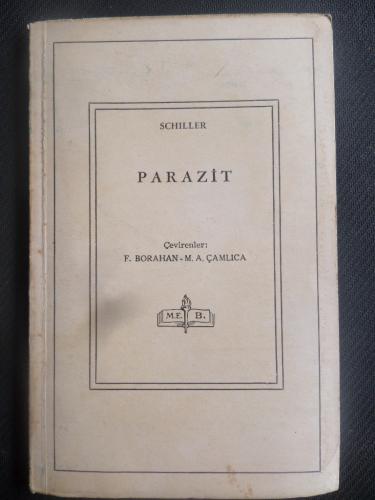 SCHILLER
PARAZİT
Çevirenler:
F. BORAHAN - M. A. ÇAMLICA
M.E. B.